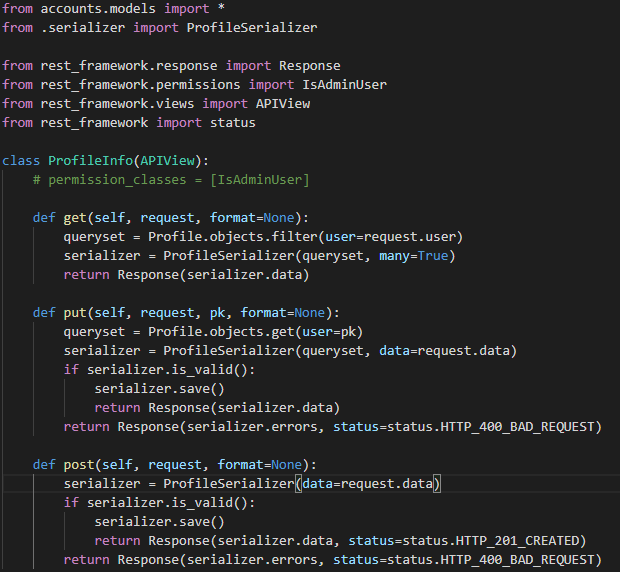 from accounts.models import *
from .serializer import ProfileSerializer

from rest_framework.response import Response
from rest_framework.permissions import IsAdminUser
from rest_framework.views import APIView
from rest_framework import status

class ProfileInfo(APIView):
    # permission_classes = [IsAdminUser]

    def get(self, request, format=None):
        queryset = Profile.objects.filter(user=request.user)
        serializer = ProfileSerializer(queryset, many=True)
        return Response(serializer.data)

    def put(self, request, pk, format=None):
        queryset = Profile.objects.get(user=pk)
        serializer = ProfileSerializer(queryset, data=request.data)
        if serializer.is_valid():
            serializer.save()
            return Response(serializer.data)
        return Response(serializer.errors, status=status.HTTP_400_BAD_REQUEST)

    def post(self, request, format=None):
        serializer = ProfileSerializer(data=request.data)
        if serializer.is_valid():
            serializer.save()
            return Response(serializer.data, status=status.HTTP_201_CREATED)
        return Response(serializer.errors, status=status.HTTP_400_BAD_REQUEST)